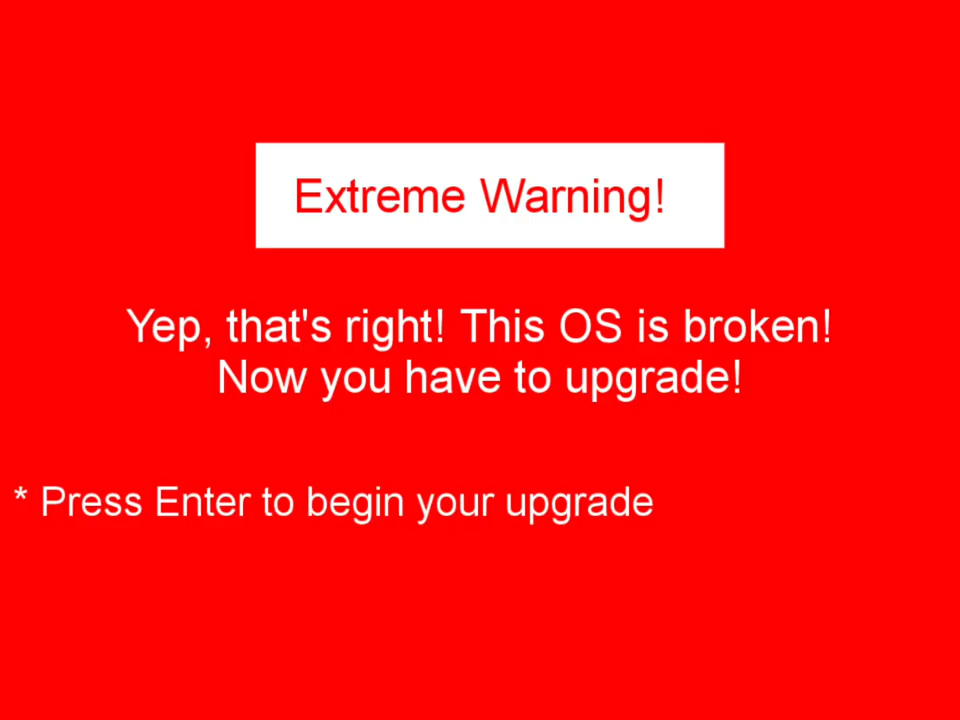 Extreme Warning!
Yep, that's right! This OS is broken!
Now you have to upgrade!
* Press Enter to begin your upgrade